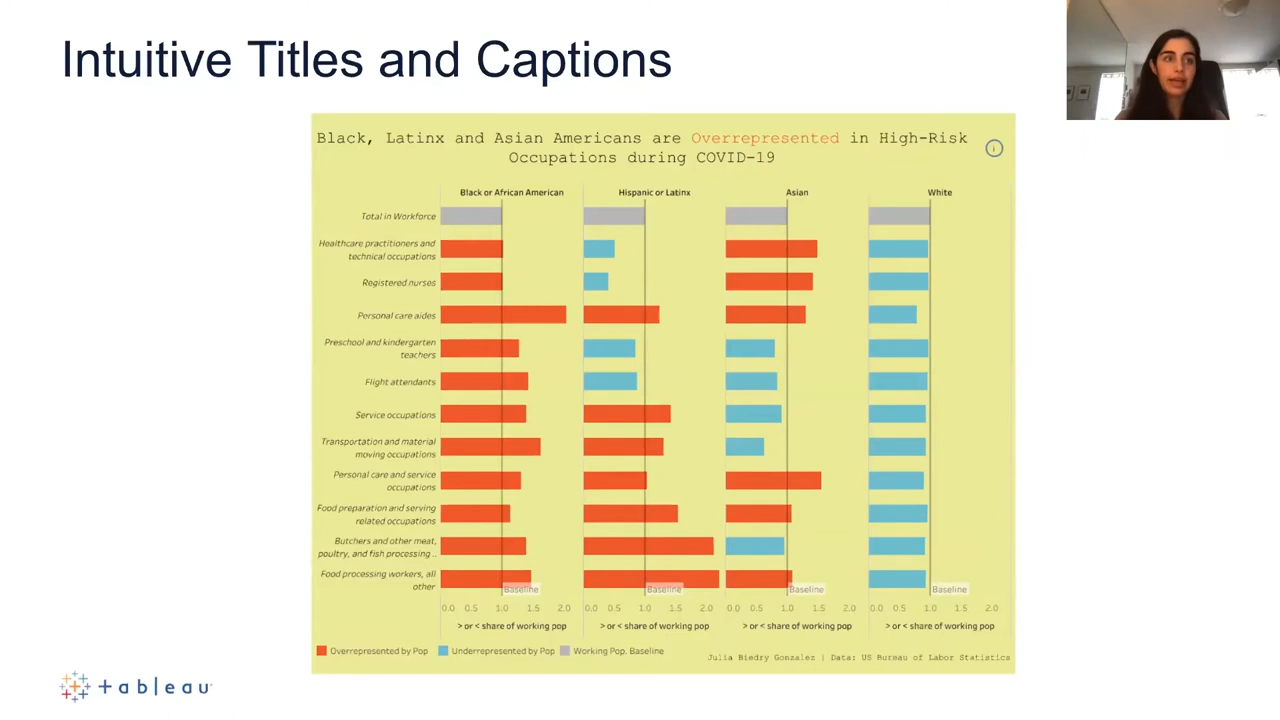 Intuitive Titles and Captions
Black, Latinx and Asian Americans are Overrepresented in High-Risk
Occupations during COVID-19
i
Black or African American
Hispanic or Latinx
Asian
White
Total in Workforce
Healthcare practitioners and
technical occupations
Registered nurses
Personal care aides
Preschool and kindergarten
teachers
Flight attendants
Service occupations
Transportation and material
moving occupations
Personal care and service
occupations
Food preparation and serving
related occupations
Butchers and other meat,
poultry, and fish processing ..
Food processing workers, all
other
Baseline
Baseline
Baseline
Baseline
0.0 0.5 1.0 1.5 2.0
0.0 0.5 1.0 1.5 2.0
0.0 0.5 1.0 1.5 2.0
0.0 0.5 1.0 1.5 2.0
> or < share of working pop
> or < share of working pop
> or < share of working pop
> or < share of working pop
Overrepresented by Pop
Underrepresented by Pop
Working Pop. Baseline
Julia Biedry Gonzalez | Data: US Bureau of Labor Statistics
tableau